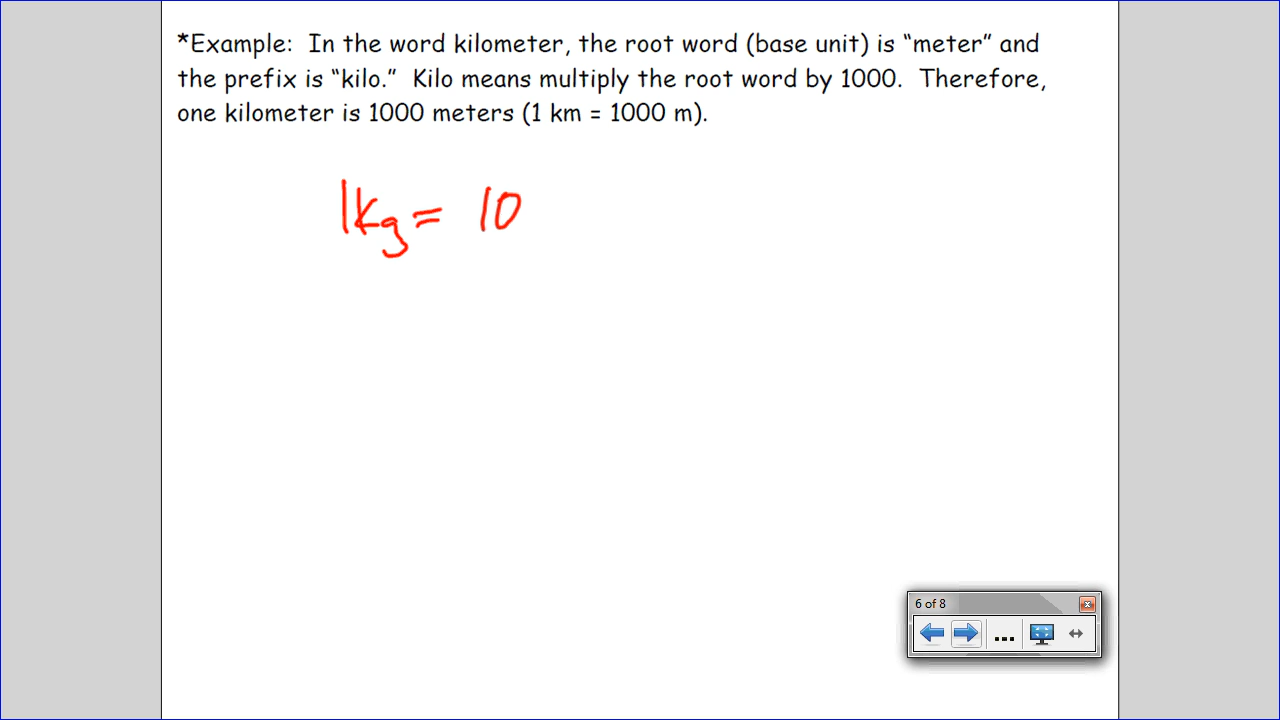 *Example: In the word kilometer, the root word (base unit) is “meter” and
the prefix is “kilo.” Kilo means multiply the root word by 1000. Therefore,
one kilometer is 1000 meters (1 km = 1000 m).
1kg = 10
6 of 8
...